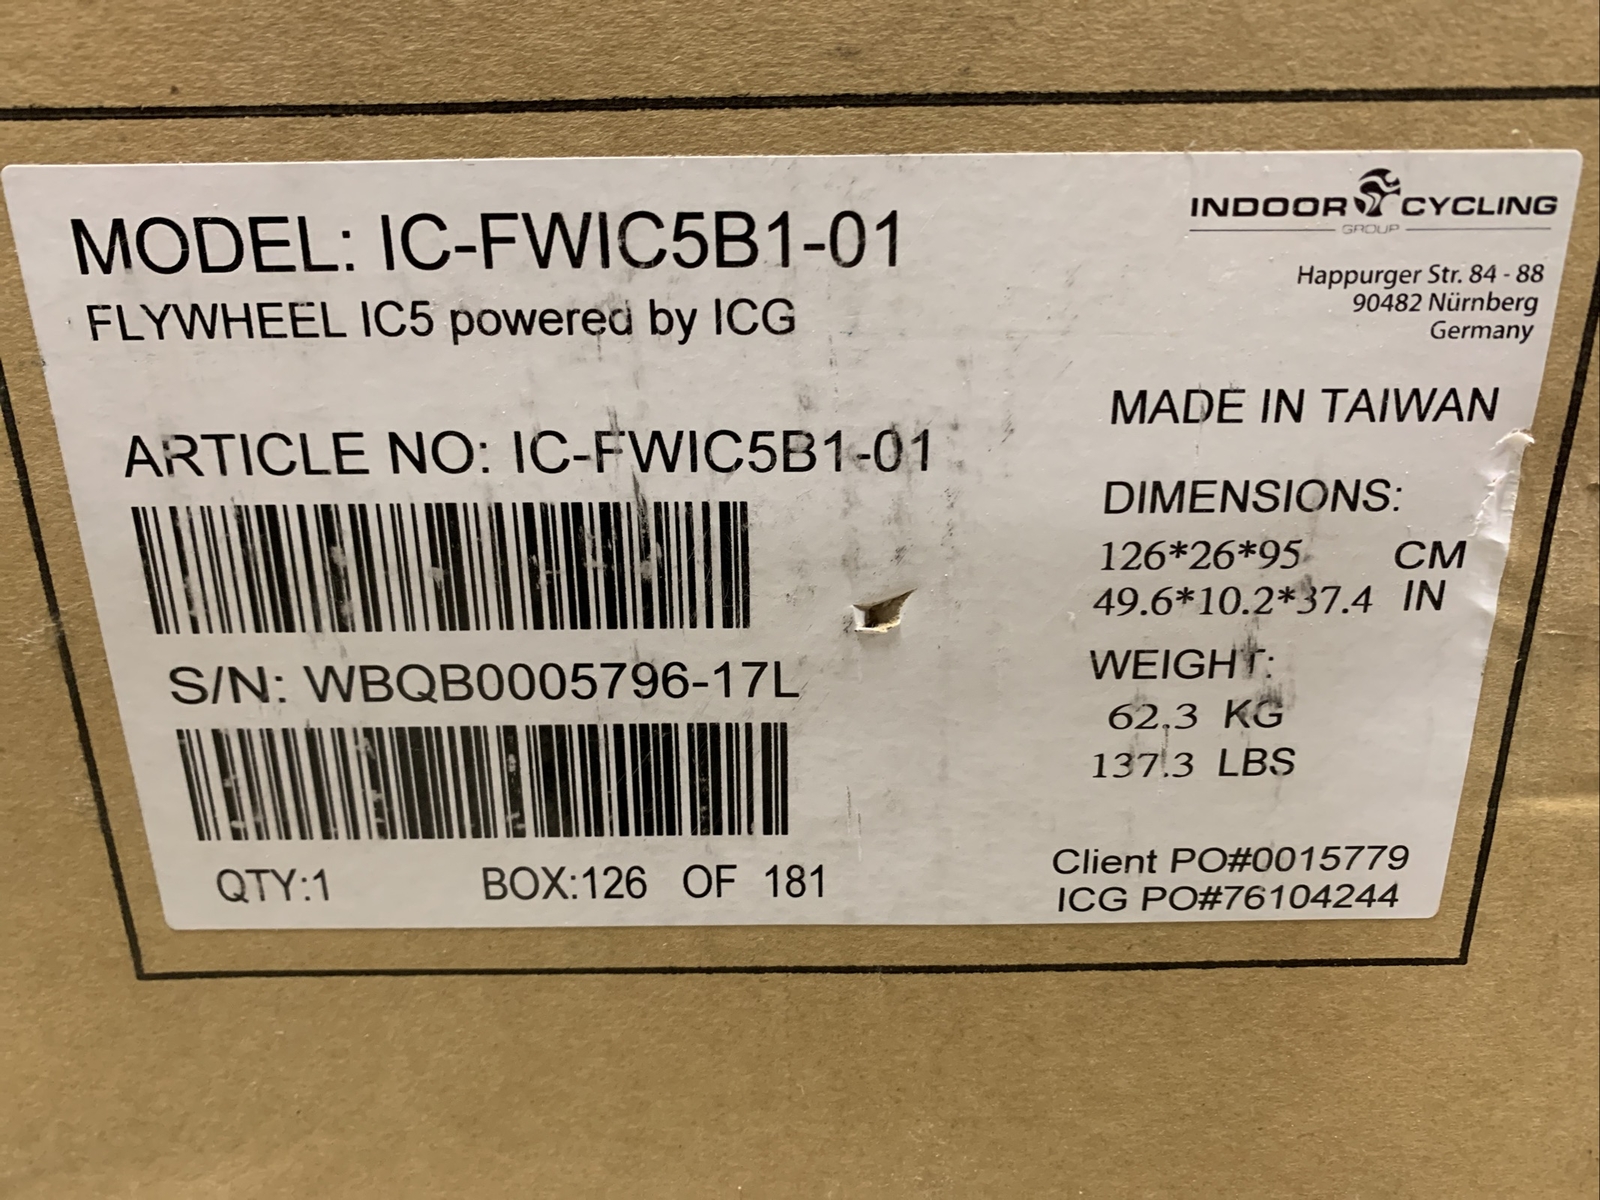 MODEL: IC-FWIC5B1-01
FLYWHEEL IC5 powered by ICG
ARTICLE NO: IC-FWIC5B1-01
S/N: WBQB0005796-17L
QTY:1 BOX:126 OF 181
INDOOR CYCLING
GROUP
Happurger Str. 84 - 88
90482 Nürnberg
Germany
MADE IN TAIWAN
DIMENSIONS:
126*26*95 CM
49.6*10.2*37.4 IN
WEIGHT:
62.3 KG
137.3 LBS
Client PO#0015779
ICG PO#76104244